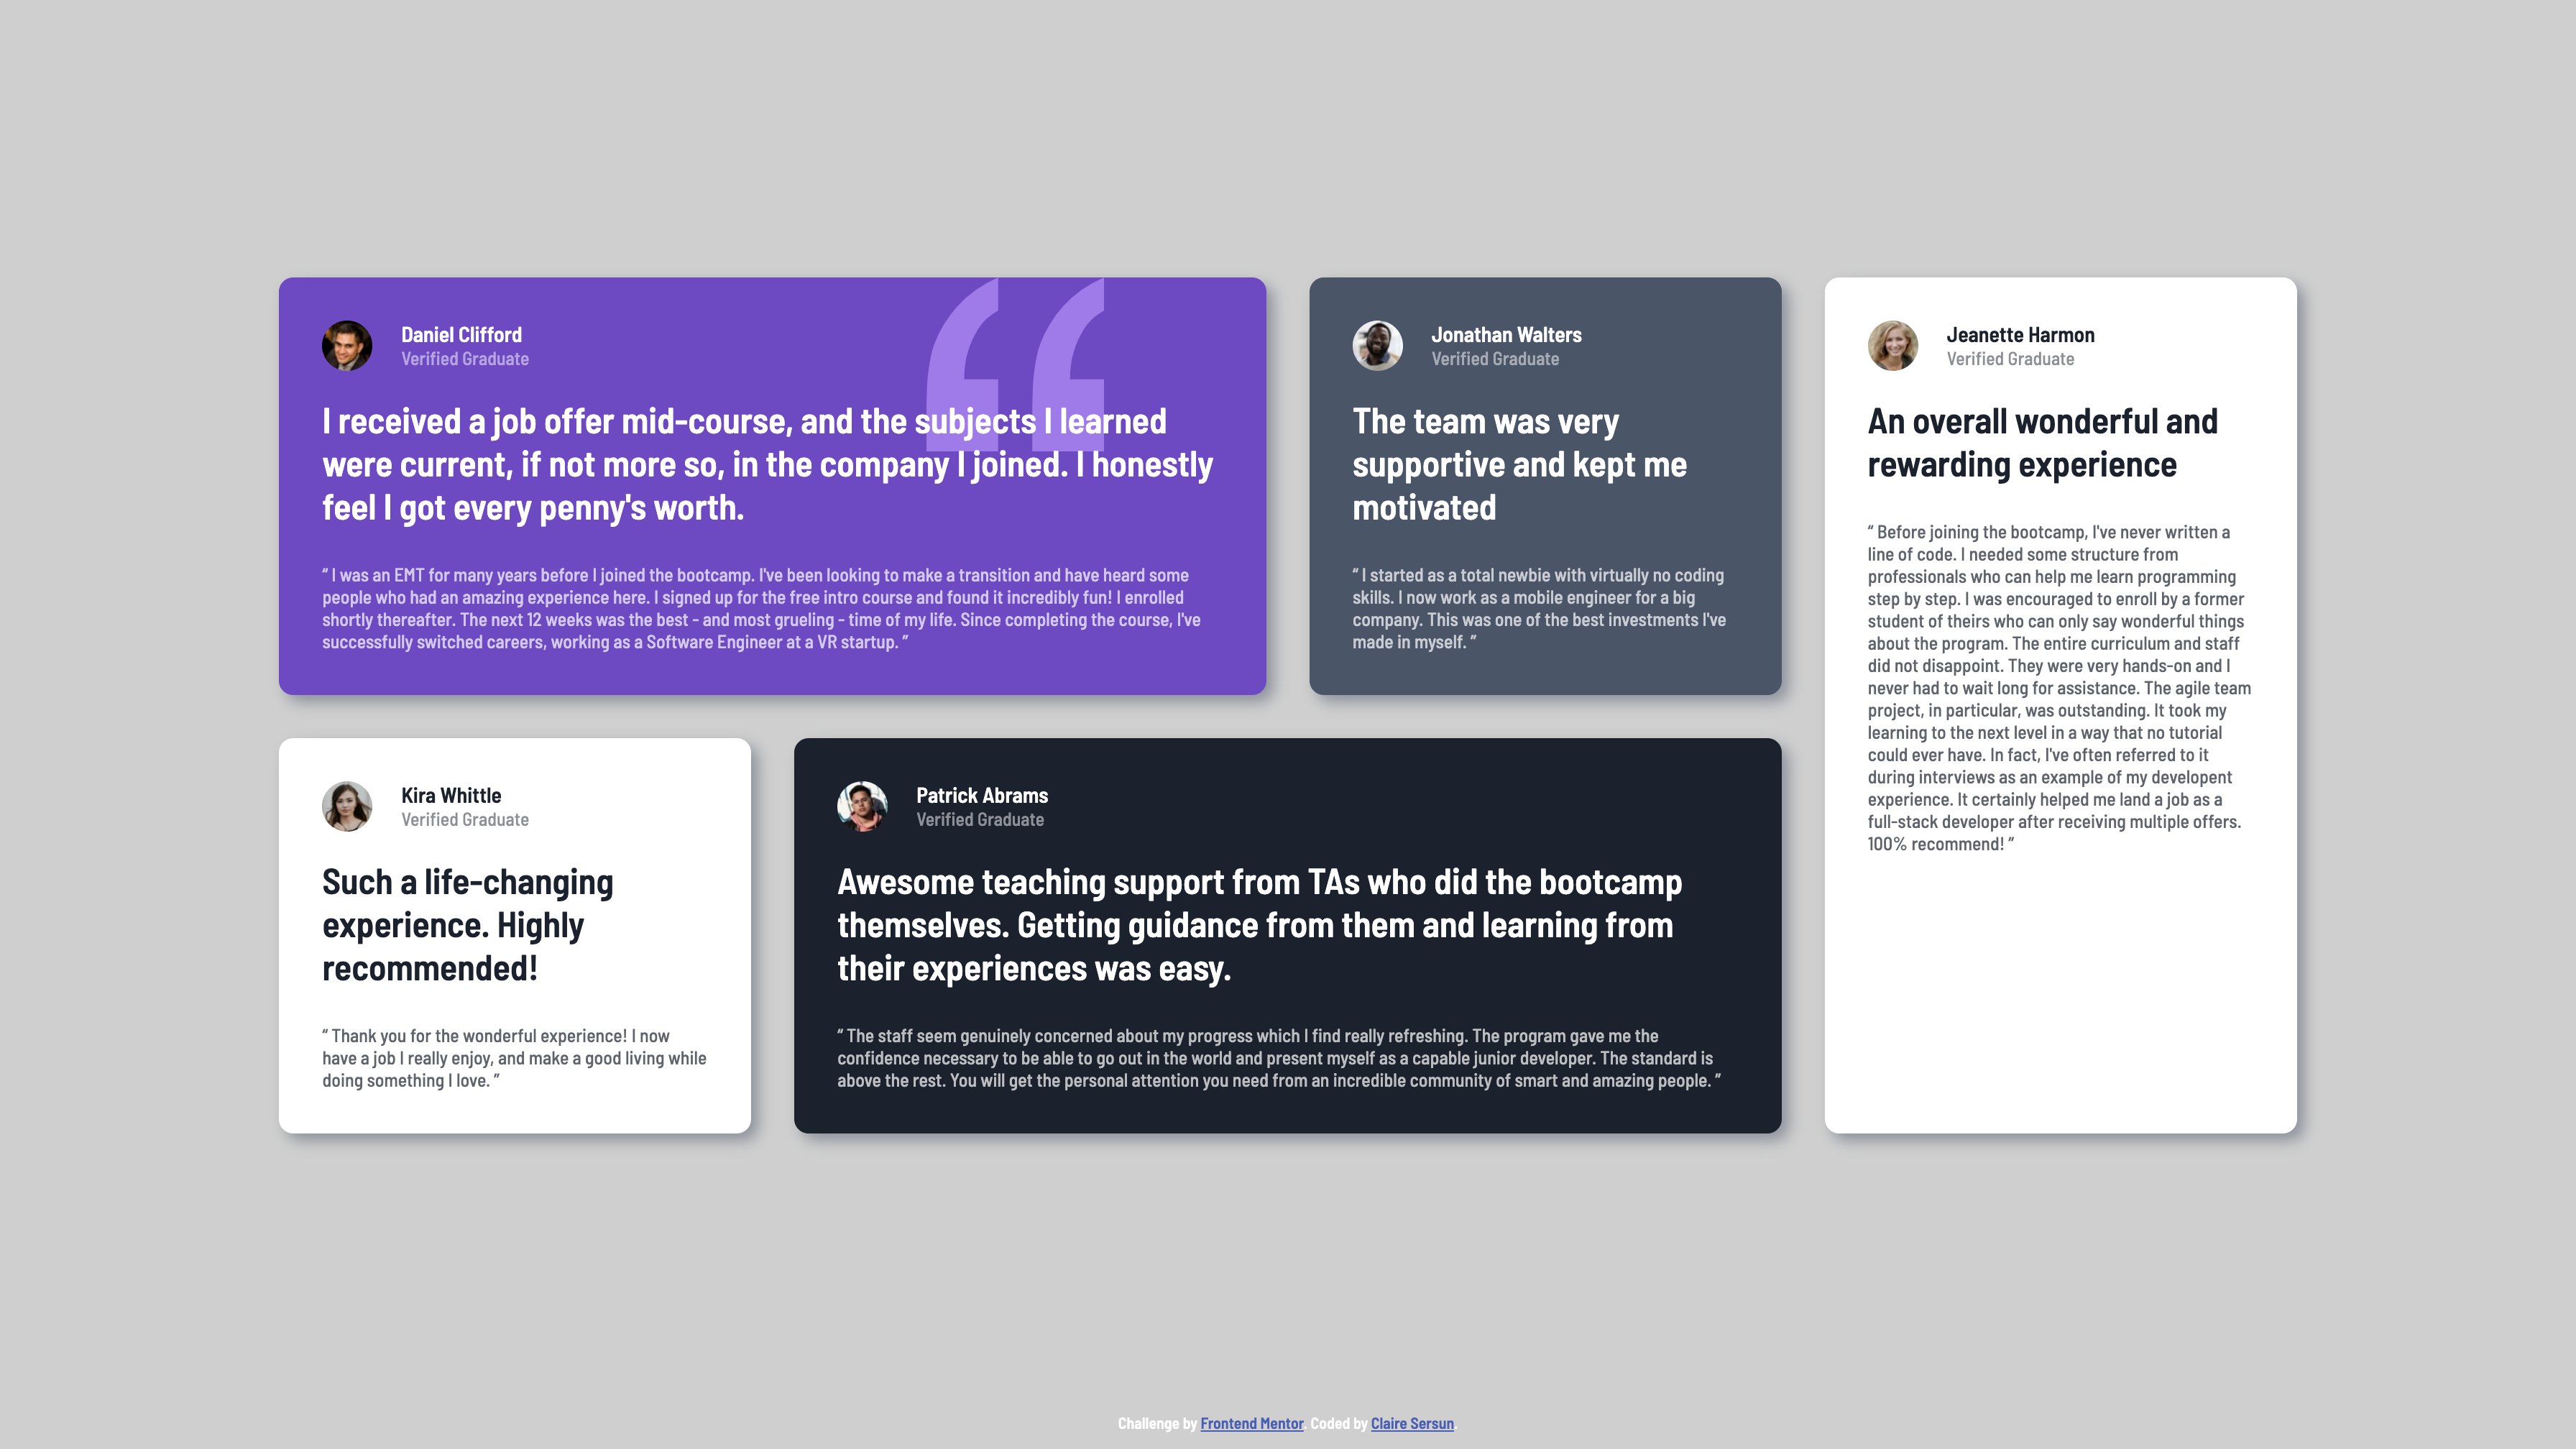 Daniel Clifford
Verified Graduate
I received a job offer mid-course, and the subjects I learned
were current, if not more so, in the company I joined. I honestly
feel I got every penny's worth.
“ I was an EMT for many years before I joined the bootcamp. I've been looking to make a transition and have heard some
people who had an amazing experience here. I signed up for the free intro course and found it incredibly fun! I enrolled
shortly thereafter. The next 12 weeks was the best - and most grueling - time of my life. Since completing the course, I've
successfully switched careers, working as a Software Engineer at a VR startup. ”
Jonathan Walters
Verified Graduate
The team was very
supportive and kept me
motivated
“ I started as a total newbie with virtually no coding
skills. I now work as a mobile engineer for a big
company. This was one of the best investments I've
made in myself. ”
Jeanette Harmon
Verified Graduate
An overall wonderful and
rewarding experience
“ Before joining the bootcamp, I've never written a
line of code. I needed some structure from
professionals who can help me learn programming
step by step. I was encouraged to enroll by a former
student of theirs who can only say wonderful things
about the program. The entire curriculum and staff
did not disappoint. They were very hands-on and I
never had to wait long for assistance. The agile team
project, in particular, was outstanding. It took my
learning to the next level in a way that no tutorial
could ever have. In fact, I've often referred to it
during interviews as an example of my developent
experience. It certainly helped me land a job as a
full-stack developer after receiving multiple offers.
100% recommend! ”
Kira Whittle
Verified Graduate
Such a life-changing
experience. Highly
recommended!
“ Thank you for the wonderful experience! I now
have a job I really enjoy, and make a good living while
doing something I love. ”
Patrick Abrams
Verified Graduate
Awesome teaching support from TAs who did the bootcamp
themselves. Getting guidance from them and learning from
their experiences was easy.
“ The staff seem genuinely concerned about my progress which I find really refreshing. The program gave me the
confidence necessary to be able to go out in the world and present myself as a capable junior developer. The standard is
above the rest. You will get the personal attention you need from an incredible community of smart and amazing people. ”
Challenge by Frontend Mentor. Coded by Claire Sersun.